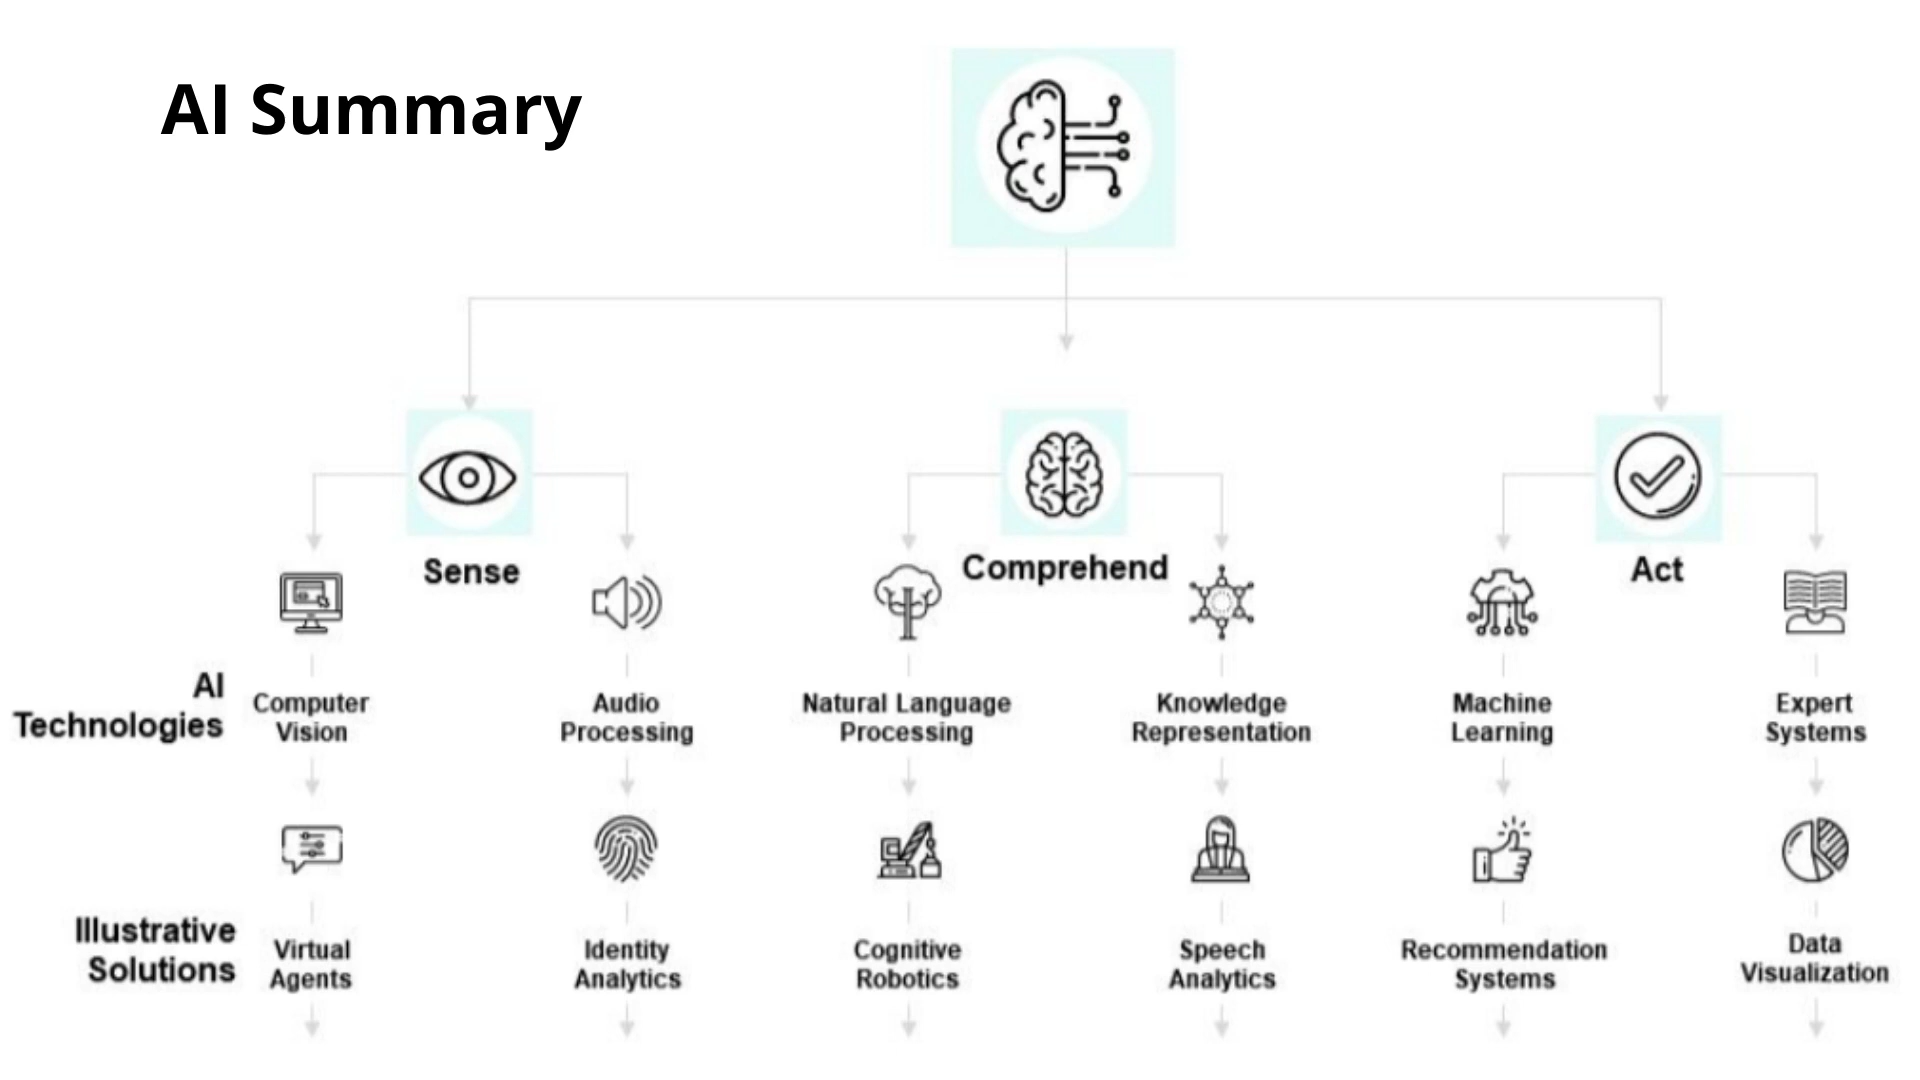 AI Summary
Sense
Comprehend
Act
AI
Technologies
Computer
Vision
Audio
Processing
Natural Language
Processing
Knowledge
Representation
Machine
Learning
Expert
Systems
Illustrative
Solutions
Virtual
Agents
Identity
Analytics
Cognitive
Robotics
Speech
Analytics
Recommendation
Systems
Data
Visualization